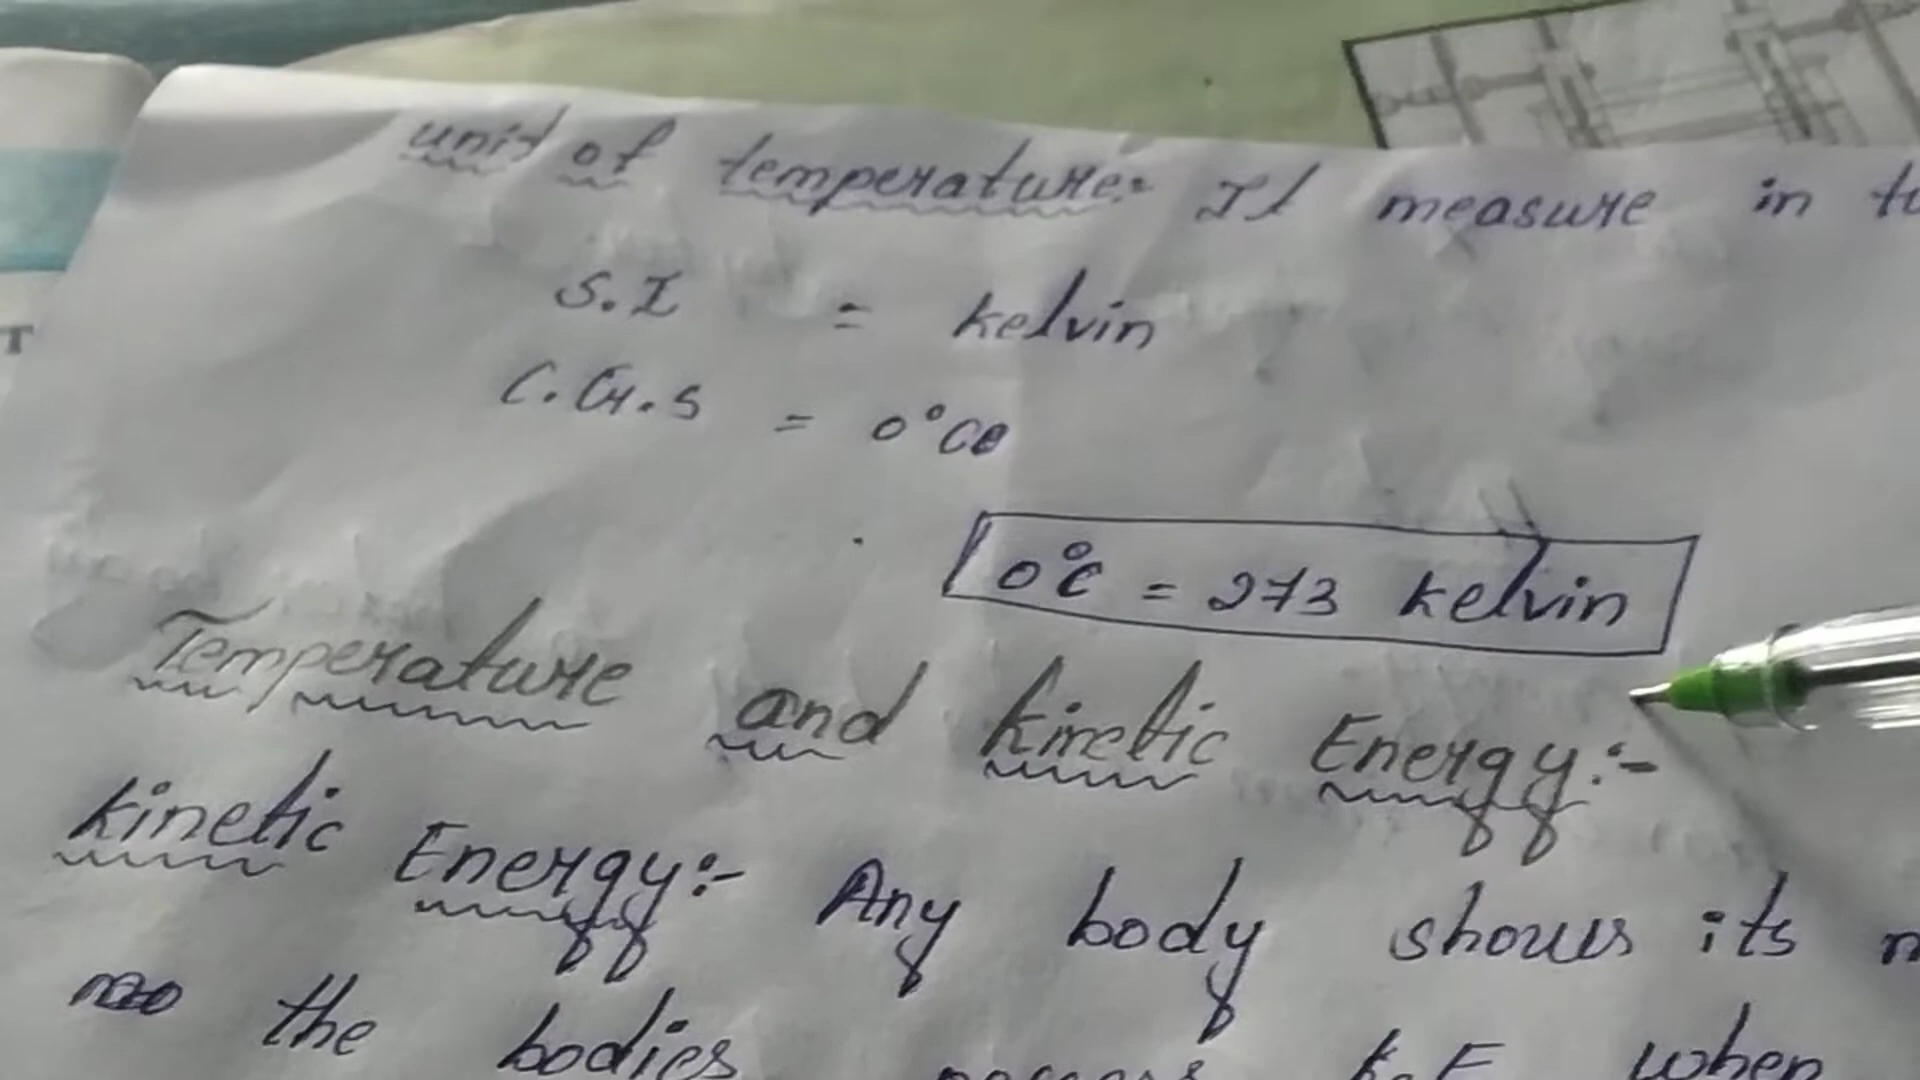 unit of temperature:- It measure in
S.I = kelvin
C.G.S = 0°C
0°C = 273 kelvin
Temperature and kinetic Energy:-
kinetic Energy:- Any body shows its
the bodies possess K.E when
T